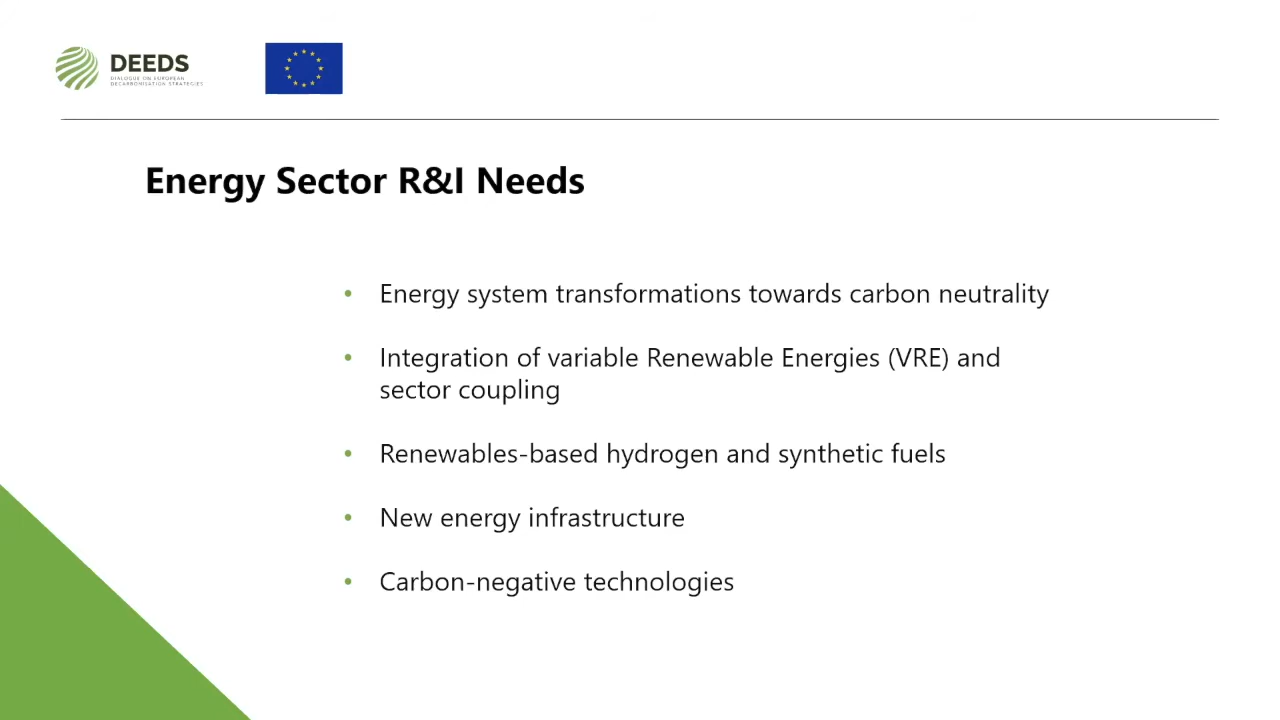 DEEDS
DIALOGUE ON EUROPEAN
DECARBONISATION STRATEGIES
Energy Sector R&I Needs
• Energy system transformations towards carbon neutrality
• Integration of variable Renewable Energies (VRE) and
sector coupling
• Renewables-based hydrogen and synthetic fuels
• New energy infrastructure
• Carbon-negative technologies